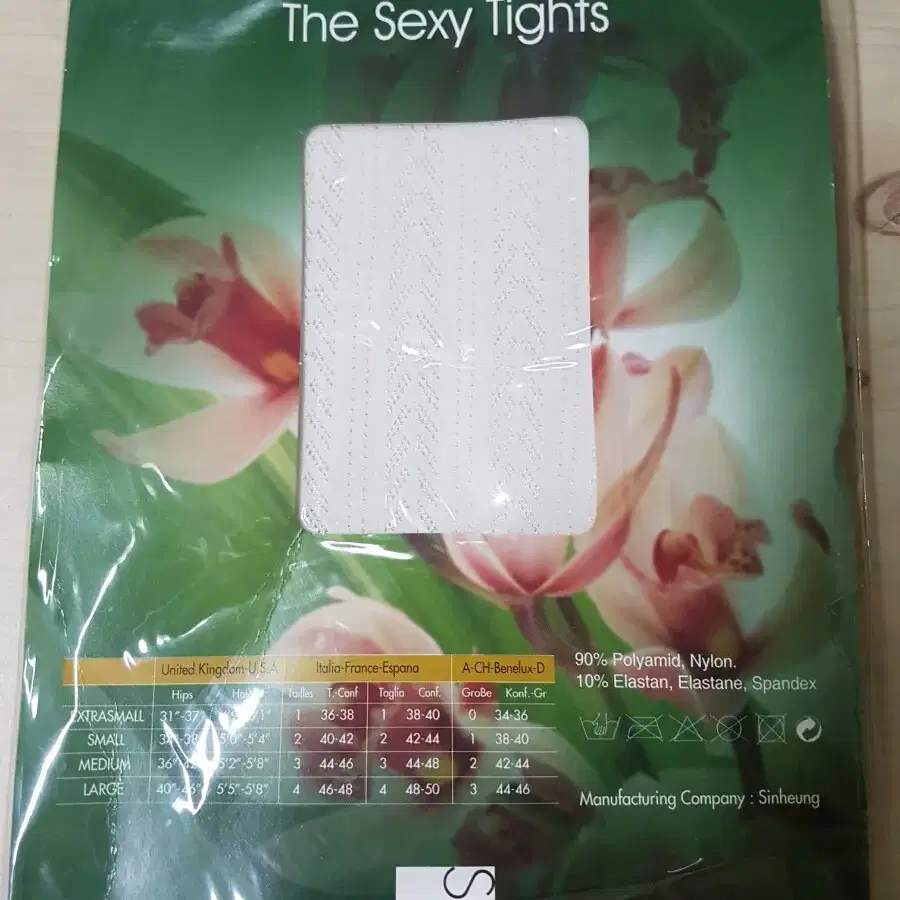 The Sexy Tights
United Kingdom-U.S.A Italia-France-Espana A-CH-Benelux-D
Hips Tailles T.-Conf Taglia Conf. Große Konf.-Gr
EXTRASMALL 31"-37" 1 36-38 1 38-40 0 34-36
SMALL 5'0"-5'4" 2 40-42 2 42-44 1 38-40
MEDIUM 5'2"-5'8" 3 44-46 3 44-48 2 42-44
LARGE 5'5"-5'8" 4 46-48 4 48-50 3 44-46
90% Polyamid, Nylon.
10% Elastan, Elastane, Spandex
Manufacturing Company : Sinheung
S